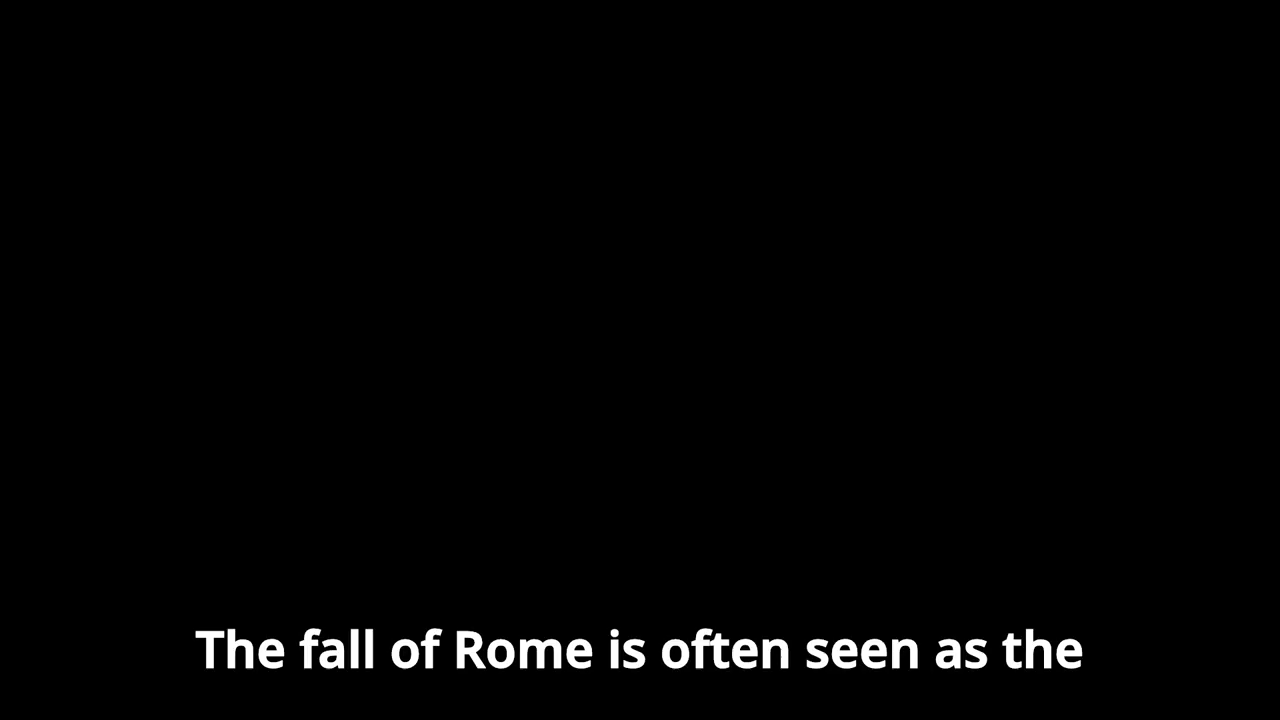 The fall of Rome is often seen as the